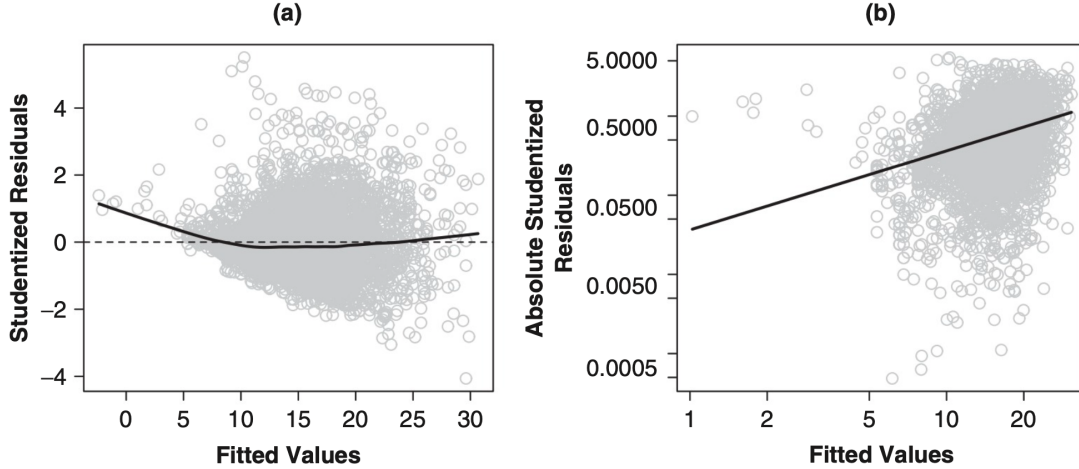 (a)
Studentized Residuals
4
2
0
−2
−4
0 5 10 15 20 25 30
Fitted Values
(b)
Absolute Studentized
Residuals
5.0000
0.5000
0.0500
0.0050
0.0005
1 2 5 10 20
Fitted Values